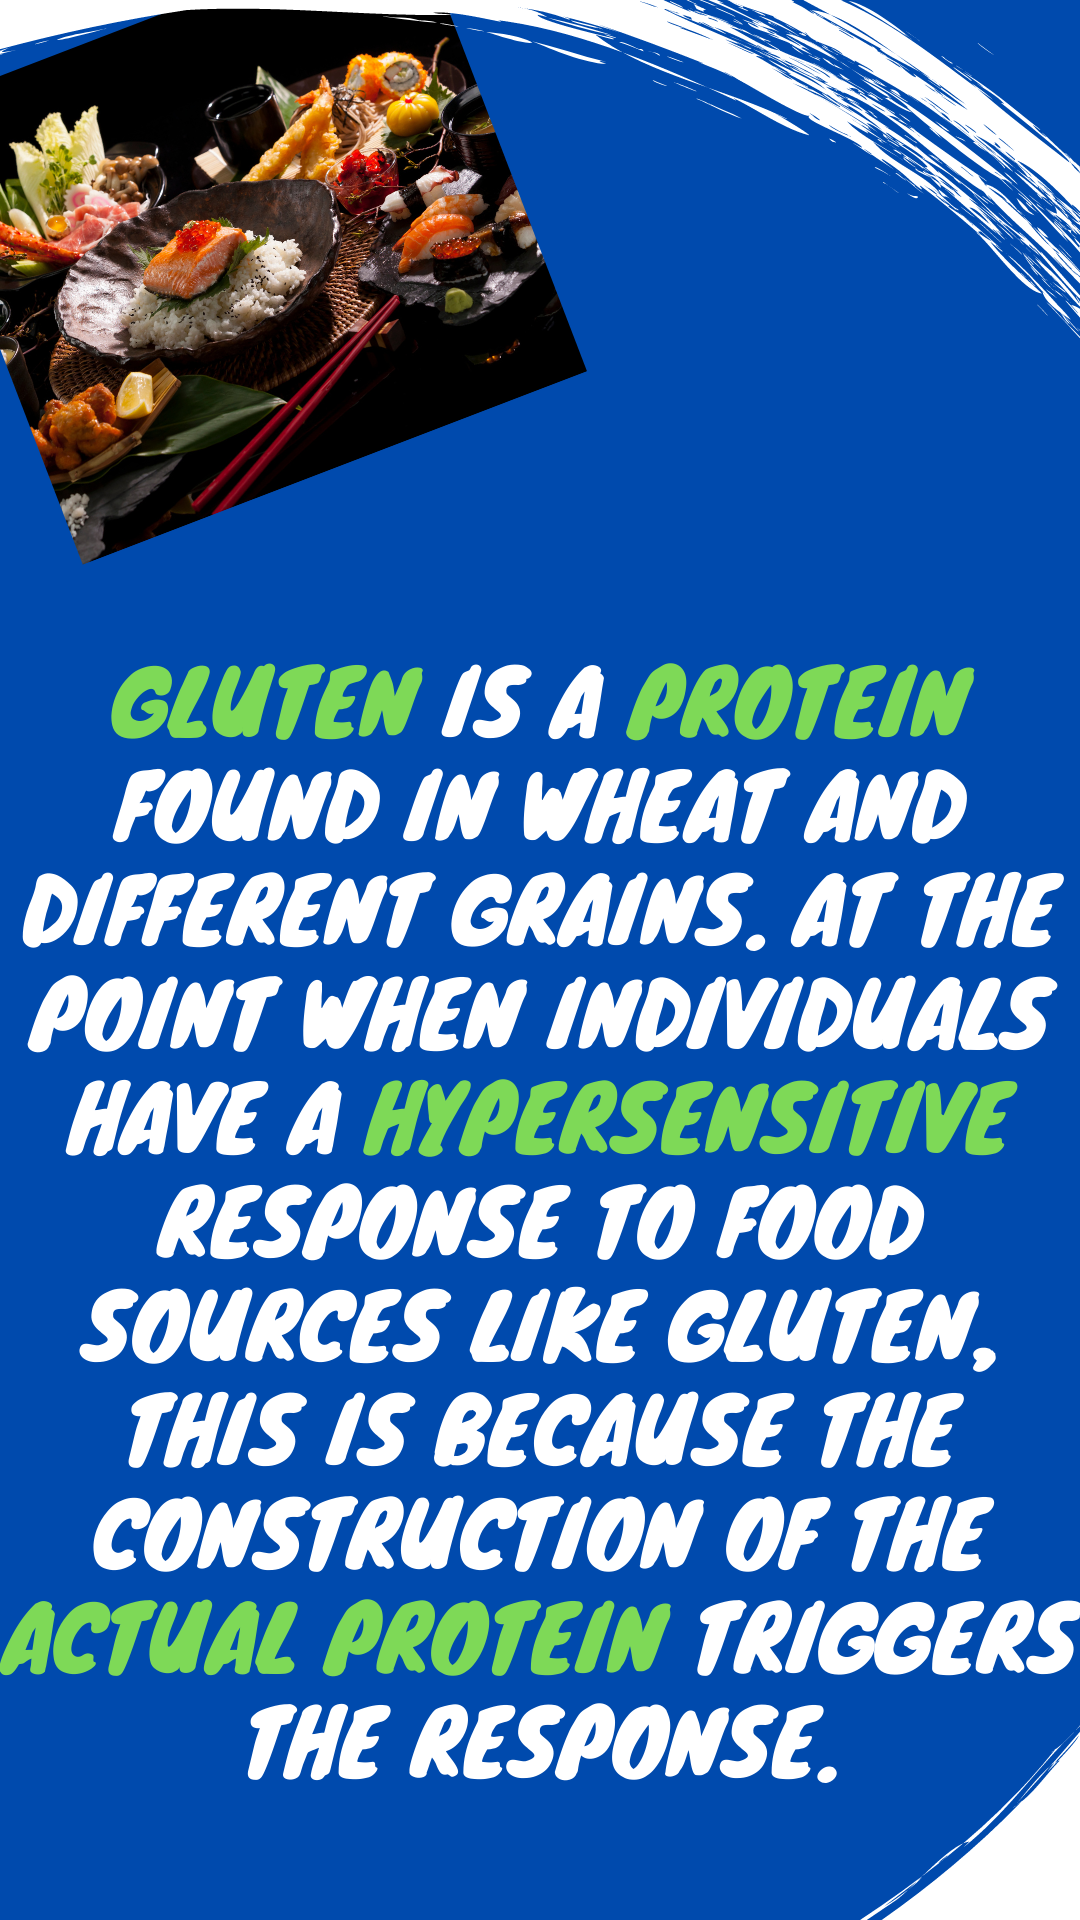 GLUTEN IS A PROTEIN
FOUND IN WHEAT AND
DIFFERENT GRAINS. AT THE
POINT WHEN INDIVIDUALS
HAVE A HYPERSENSITIVE
RESPONSE TO FOOD
SOURCES LIKE GLUTEN,
THIS IS BECAUSE THE
CONSTRUCTION OF THE
ACTUAL PROTEIN TRIGGERS
THE RESPONSE.